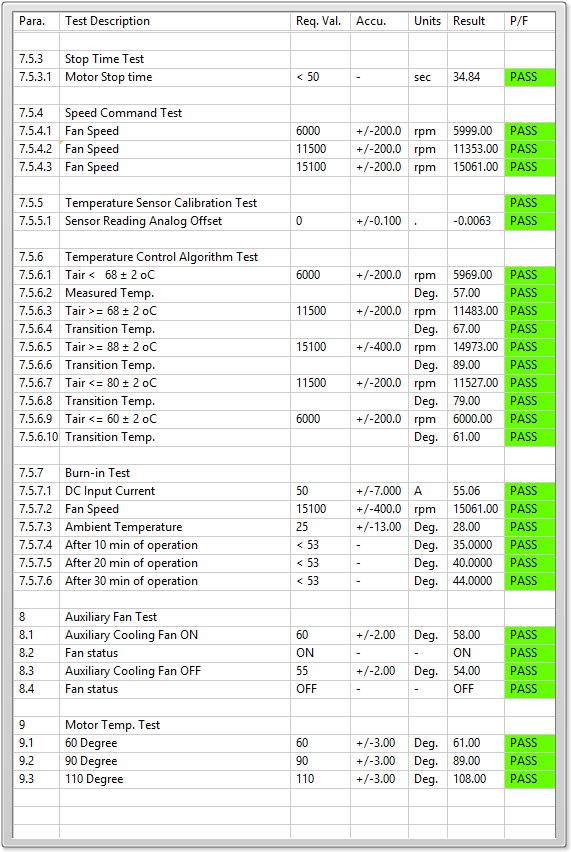 Para. Test Description Req. Val. Accu. Units Result P/F
7.5.3 Stop Time Test
7.5.3.1 Motor Stop time < 50 - sec 34.84 PASS
7.5.4 Speed Command Test
7.5.4.1 Fan Speed 6000 +/-200.0 rpm 5999.00 PASS
7.5.4.2 Fan Speed 11500 +/-200.0 rpm 11353.00 PASS
7.5.4.3 Fan Speed 15100 +/-200.0 rpm 15061.00 PASS
7.5.5 Temperature Sensor Calibration Test PASS
7.5.5.1 Sensor Reading Analog Offset 0 +/-0.100 . -0.0063 PASS
7.5.6 Temperature Control Algorithm Test
7.5.6.1 Tair < 68 ± 2 oC 6000 +/-200.0 rpm 5969.00 PASS
7.5.6.2 Measured Temp. Deg. 57.00 PASS
7.5.6.3 Tair >= 68 ± 2 oC 11500 +/-200.0 rpm 11483.00 PASS
7.5.6.4 Transition Temp. Deg. 67.00 PASS
7.5.6.5 Tair >= 88 ± 2 oC 15100 +/-400.0 rpm 14973.00 PASS
7.5.6.6 Transition Temp. Deg. 89.00 PASS
7.5.6.7 Tair <= 80 ± 2 oC 11500 +/-200.0 rpm 11527.00 PASS
7.5.6.8 Transition Temp. Deg. 79.00 PASS
7.5.6.9 Tair <= 60 ± 2 oC 6000 +/-200.0 rpm 6000.00 PASS
7.5.6.10 Transition Temp. Deg. 61.00 PASS
7.5.7 Burn-in Test
7.5.7.1 DC Input Current 50 +/-7.000 A 55.06 PASS
7.5.7.2 Fan Speed 15100 +/-400.0 rpm 15061.00 PASS
7.5.7.3 Ambient Temperature 25 +/-13.00 Deg. 28.00 PASS
7.5.7.4 After 10 min of operation < 53 - Deg. 35.0000 PASS
7.5.7.5 After 20 min of operation < 53 - Deg. 40.0000 PASS
7.5.7.6 After 30 min of operation < 53 - Deg. 44.0000 PASS
8 Auxiliary Fan Test
8.1 Auxiliary Cooling Fan ON 60 +/-2.00 Deg. 58.00 PASS
8.2 Fan status ON - - ON PASS
8.3 Auxiliary Cooling Fan OFF 55 +/-2.00 Deg. 54.00 PASS
8.4 Fan status OFF - - OFF PASS
9 Motor Temp. Test
9.1 60 Degree 60 +/-3.00 Deg. 61.00 PASS
9.2 90 Degree 90 +/-3.00 Deg. 89.00 PASS
9.3 110 Degree 110 +/-3.00 Deg. 108.00 PASS